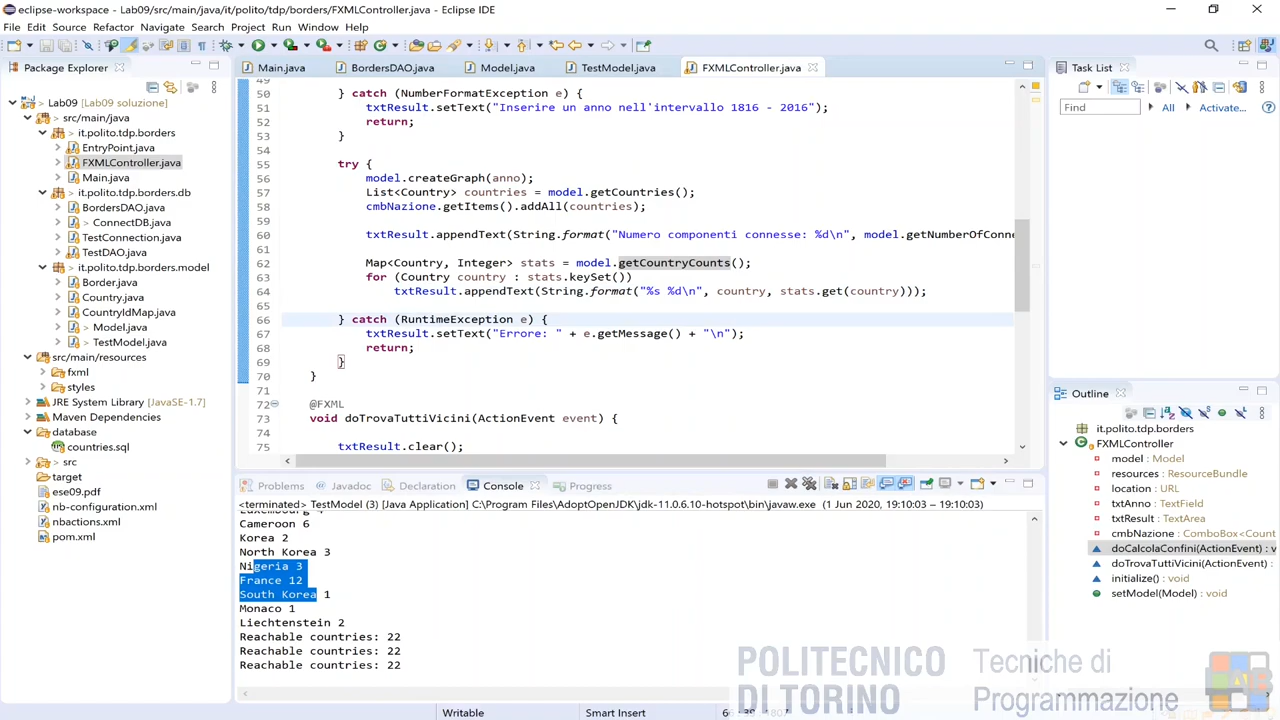 eclipse-workspace - Lab09/src/main/java/it/polito/tdp/borders/FXMLController.java - Eclipse IDE
File Edit Source Refactor Navigate Search Project Run Window Help
Package Explorer
Main.java BordersDAO.java Model.java TestModel.java FXMLController.java
Task List
Find All Activate...
Lab09 [Lab09 soluzione]
src/main/java
it.polito.tdp.borders
EntryPoint.java
FXMLController.java
Main.java
it.polito.tdp.borders.db
BordersDAO.java
> ConnectDB.java
TestConnection.java
TestDAO.java
it.polito.tdp.borders.model
Border.java
Country.java
CountryIdMap.java
> Model.java
> TestModel.java
src/main/resources
fxml
styles
JRE System Library [JavaSE-1.7]
Maven Dependencies
database
countries.sql
src
target
ese09.pdf
nb-configuration.xml
nbactions.xml
pom.xml
49
50 } catch (NumberFormatException e) {
51 txtResult.setText("Inserire un anno nell'intervallo 1816 - 2016");
52 return;
53 }
54
55 try {
56 model.createGraph(anno);
57 List<Country> countries = model.getCountries();
58 cmbNazione.getItems().addAll(countries);
59
60 txtResult.appendText(String.format("Numero componenti connesse: %d\n", model.getNumberOfConne
61
62 Map<Country, Integer> stats = model.getCountryCounts();
63 for (Country country : stats.keySet())
64 txtResult.appendText(String.format("%s %d\n", country, stats.get(country)));
65
66 } catch (RuntimeException e) {
67 txtResult.setText("Errore: " + e.getMessage() + "\n");
68 return;
69 }
70 }
71
72 @FXML
73 void doTrovaTuttiVicini(ActionEvent event) {
74
75 txtResult.clear();
Outline
it.polito.tdp.borders
FXMLController
model : Model
resources : ResourceBundle
location : URL
txtAnno : TextField
txtResult : TextArea
cmbNazione : ComboBox<Count
doCalcolaConfini(ActionEvent) : v
doTrovaTuttiVicini(ActionEvent) :
initialize() : void
setModel(Model) : void
Problems Javadoc Declaration Console Progress
<terminated> TestModel (3) [Java Application] C:\Program Files\AdoptOpenJDK\jdk-11.0.6.10-hotspot\bin\javaw.exe (1 Jun 2020, 19:10:03 – 19:10:03)
Luxembourg 4
Cameroon 6
Korea 2
North Korea 3
Nigeria 3
France 12
South Korea 1
Monaco 1
Liechtenstein 2
Reachable countries: 22
Reachable countries: 22
Reachable countries: 22
POLITECNICO
DI TORINO
Tecniche di
Programmazione
Writable Smart Insert 66 : 39 : 1807